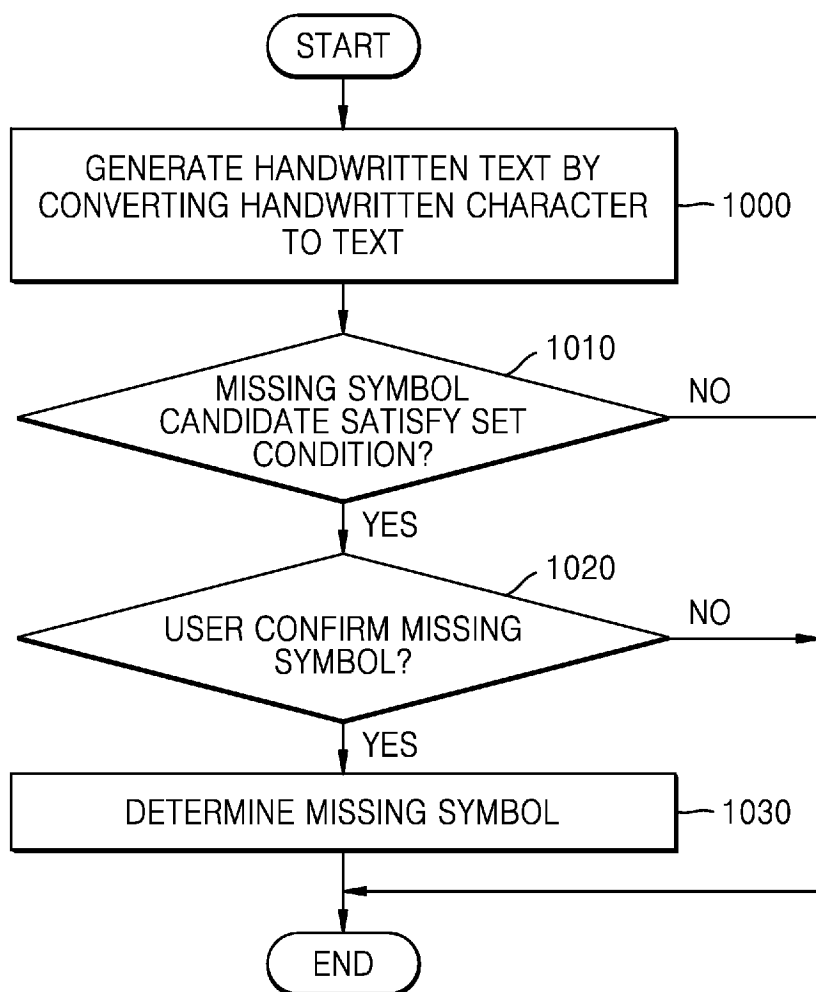 START
GENERATE HANDWRITTEN TEXT BY
CONVERTING HANDWRITTEN CHARACTER
TO TEXT
1000
1010
MISSING SYMBOL
CANDIDATE SATISFY SET
CONDITION?
NO
YES
1020
USER CONFIRM MISSING
SYMBOL?
NO
YES
DETERMINE MISSING SYMBOL
1030
END